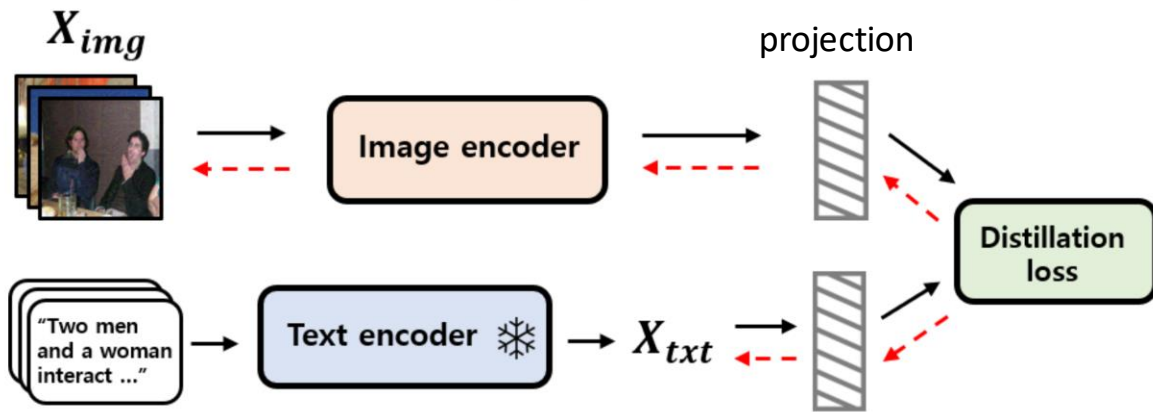 X_img
projection
Image encoder
Distillation
loss
"Two men
and a woman
interact ..."
Text encoder
X_txt